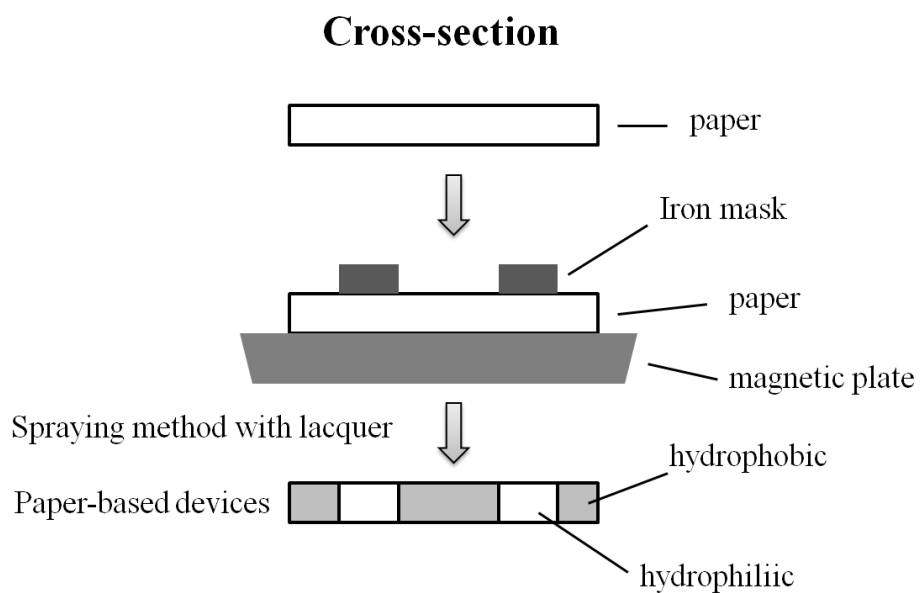 Cross-section
paper
Iron mask
paper
magnetic plate
Spraying method with lacquer
hydrophobic
Paper-based devices
hydrophiliic